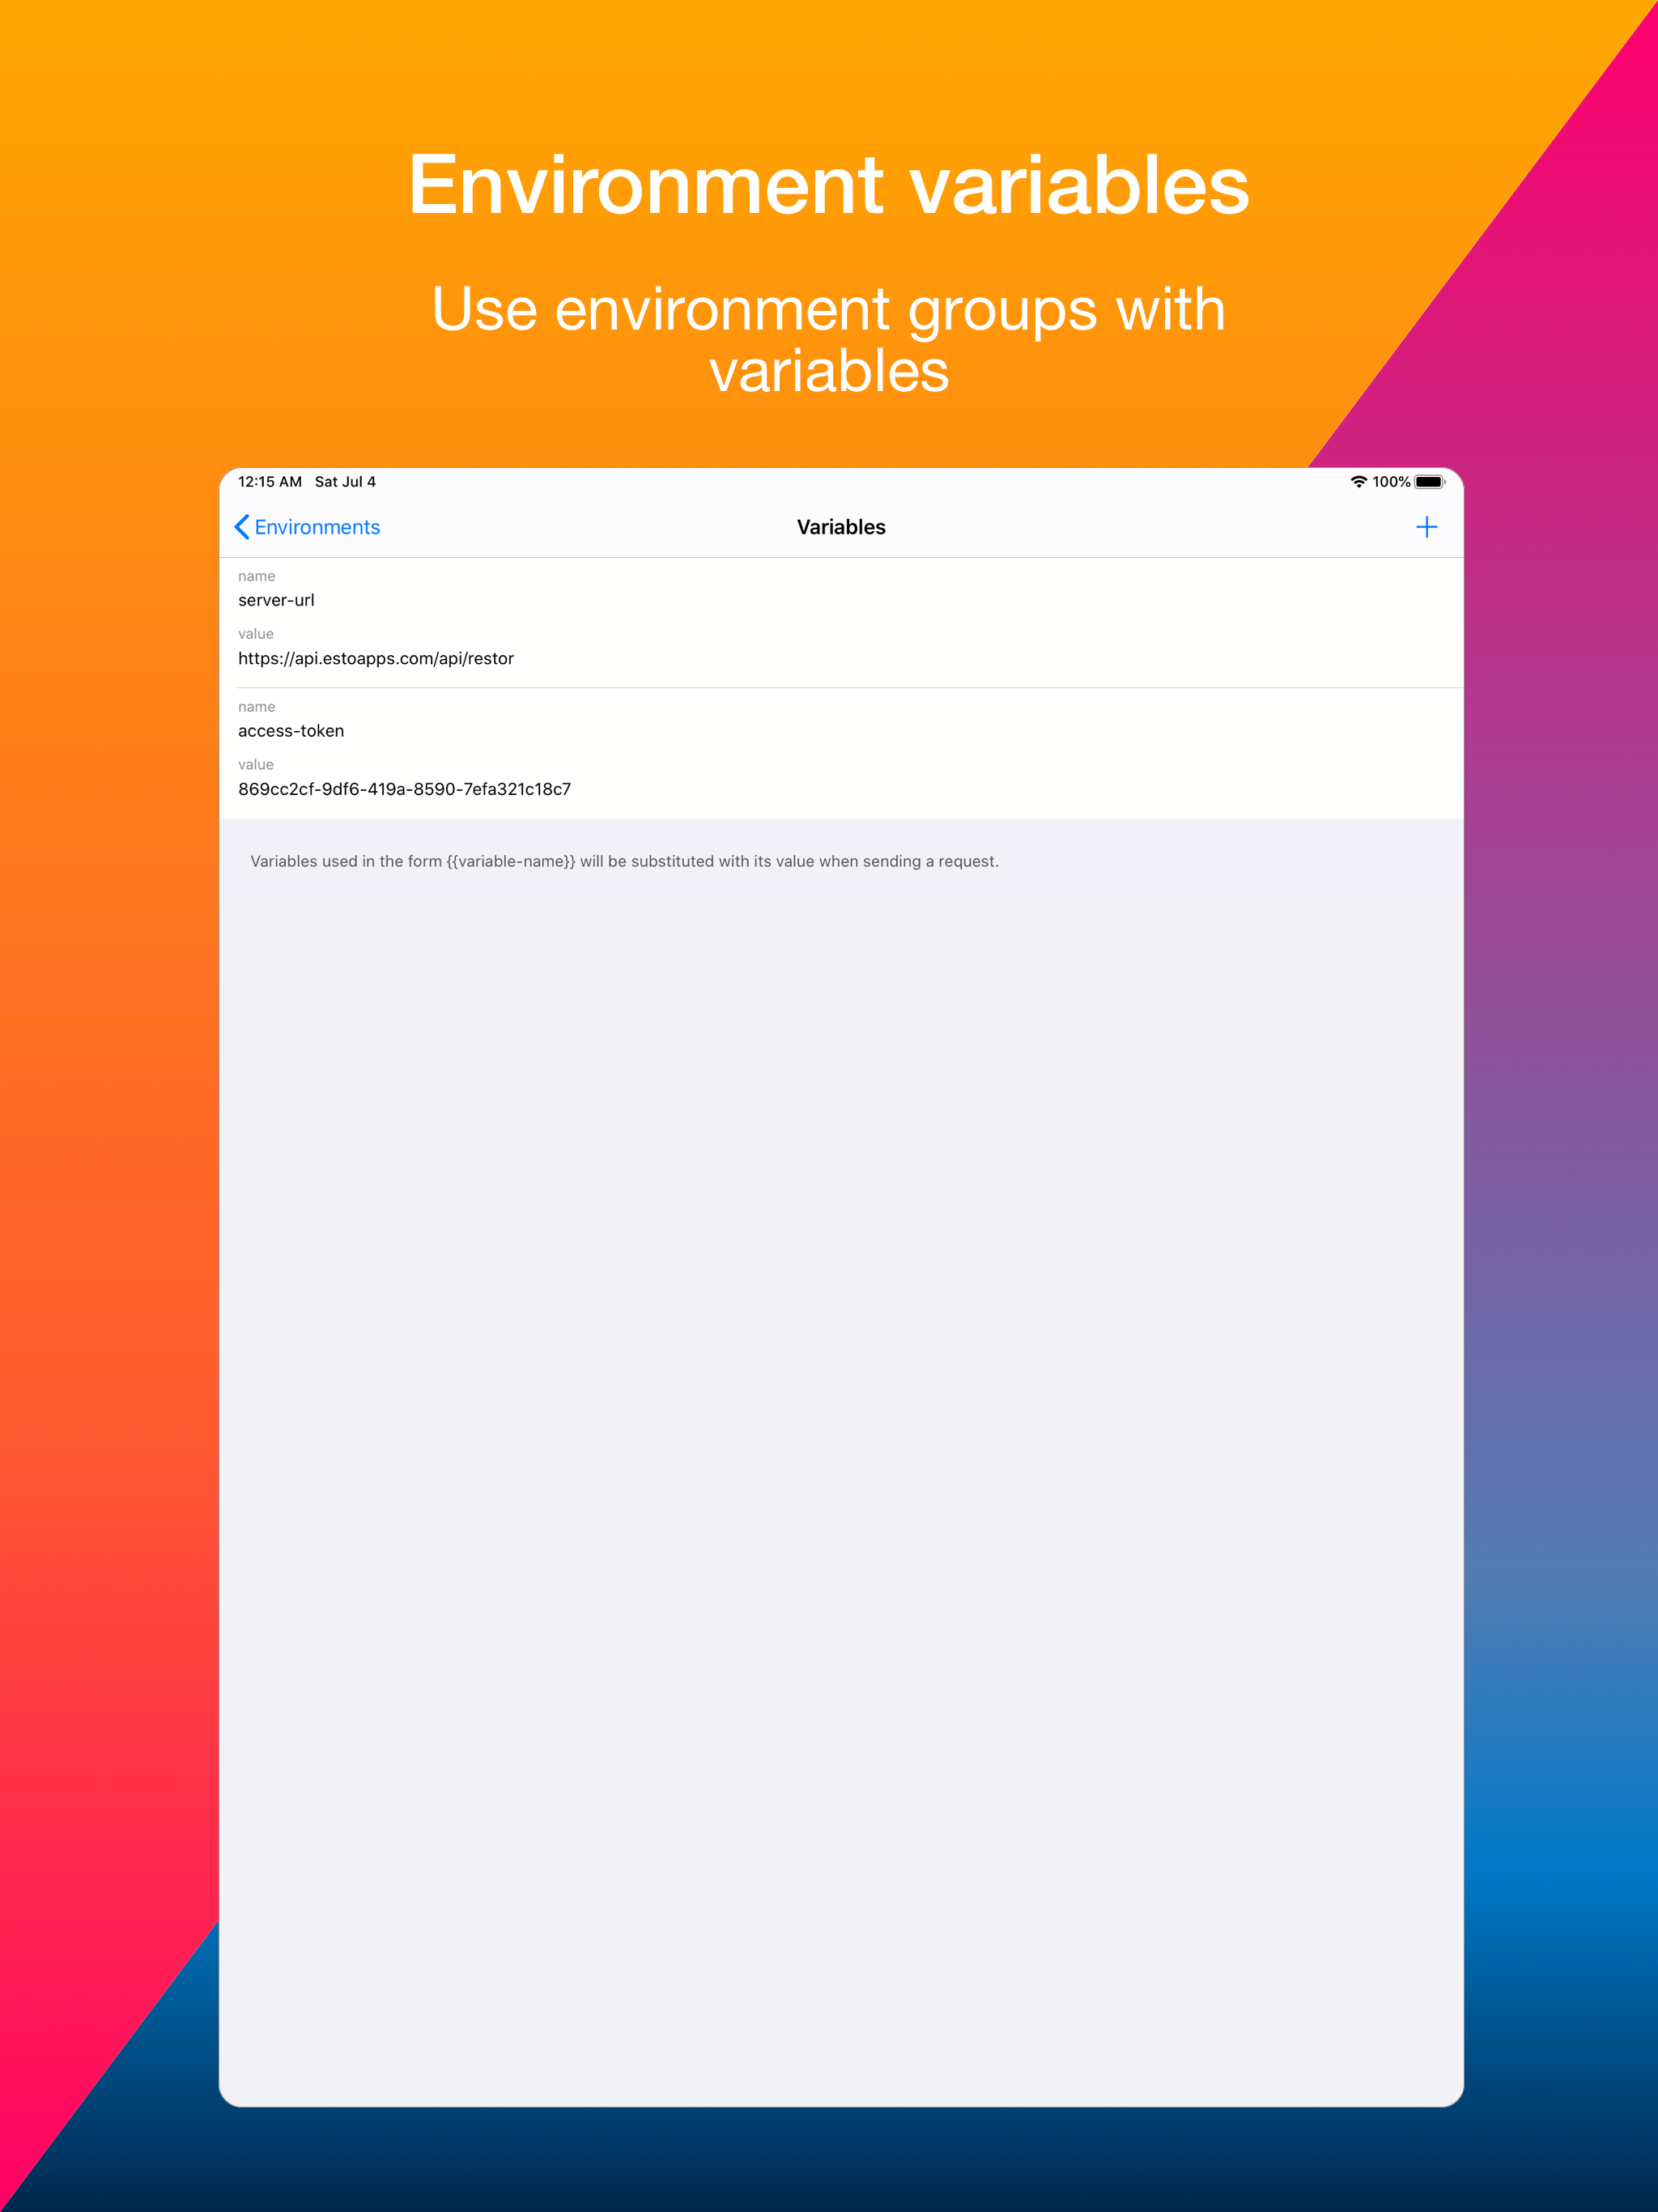 Environment variables
Use environment groups with
variables
12:15 AM Sat Jul 4
100%
Environments
Variables
name
server-url
value
https://api.estoapps.com/api/restor
name
access-token
value
869cc2cf-9df6-419a-8590-7efa321c18c7
Variables used in the form {{variable-name}} will be substituted with its value when sending a request.